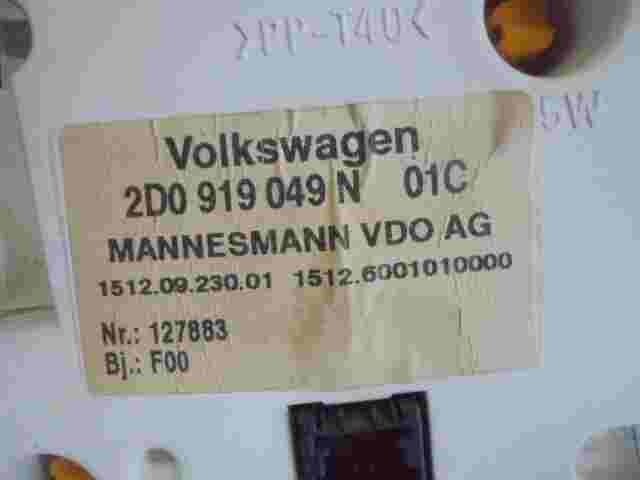 >PP-T40<
5W
Volkswagen
2D0 919 049 N 01C
MANNESMANN VDO AG
1512.09.230.01 1512.6001010000
Nr.: 127883
Bj.: F00